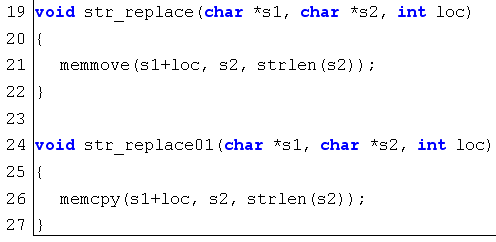 19 void str_replace(char *s1, char *s2, int loc)
20 {
21 memmove(s1+loc, s2, strlen(s2));
22 }
23
24 void str_replace01(char *s1, char *s2, int loc)
25 {
26 memcpy(s1+loc, s2, strlen(s2));
27 }